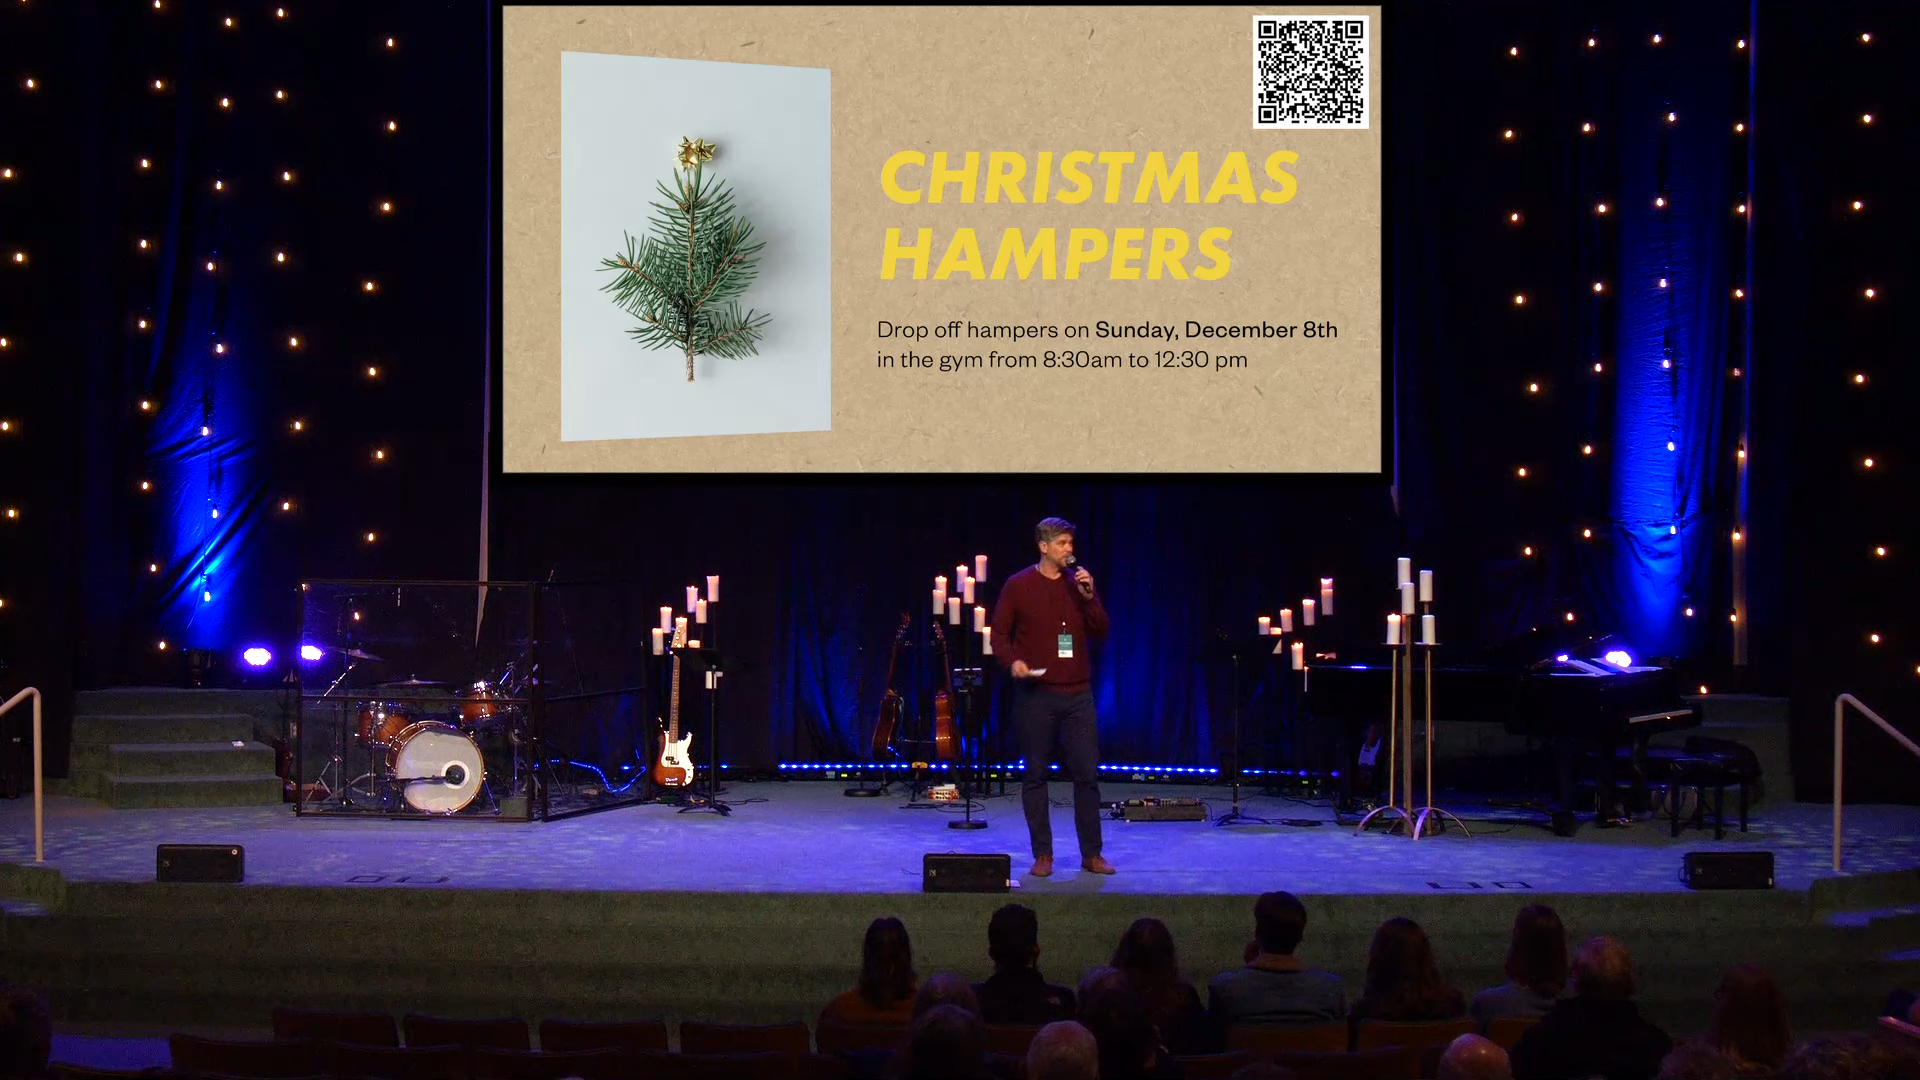 CHRISTMAS
HAMPERS
Drop off hampers on Sunday, December 8th
in the gym from 8:30am to 12:30 pm